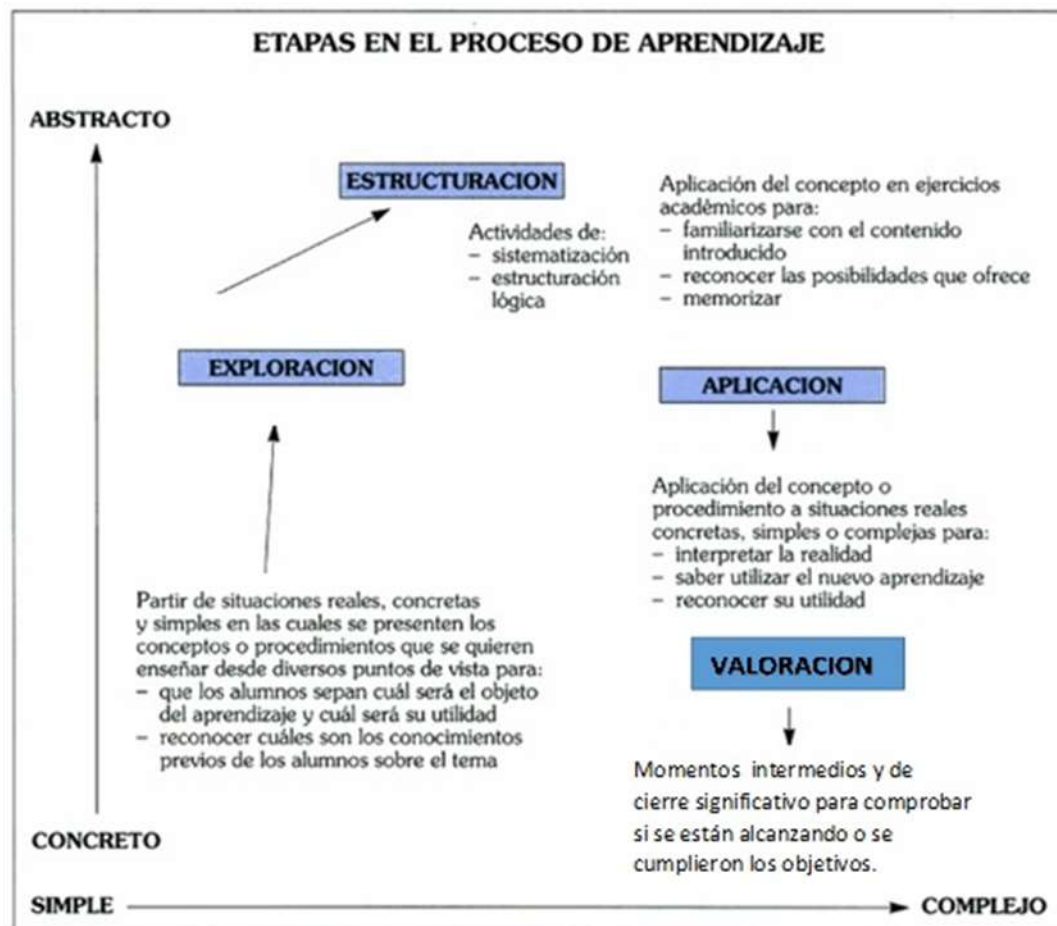 ETAPAS EN EL PROCESO DE APRENDIZAJE
ABSTRACTO
ESTRUCTURACION
Actividades de:
– sistematización
– estructuración
lógica
Aplicación del concepto en ejercicios
académicos para:
– familiarizarse con el contenido
introducido
– reconocer las posibilidades que ofrece
– memorizar
EXPLORACION
Partir de situaciones reales, concretas
y simples en las cuales se presenten los
conceptos o procedimientos que se quieren
enseñar desde diversos puntos de vista para:
– que los alumnos sepan cuál será el objeto
del aprendizaje y cuál será su utilidad
– reconocer cuáles son los conocimientos
previos de los alumnos sobre el tema
APLICACION
Aplicación del concepto o
procedimiento a situaciones reales
concretas, simples o complejas para:
– interpretar la realidad
– saber utilizar el nuevo aprendizaje
– reconocer su utilidad
VALORACION
Momentos intermedios y de
cierre significativo para comprobar
si se están alcanzando o se
cumplieron los objetivos.
CONCRETO
SIMPLE
COMPLEJO